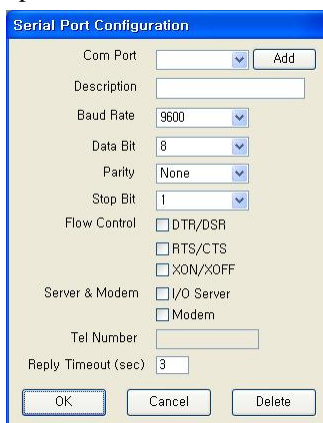 Serial Port Configuration
Com Port Add
Description
Baud Rate 9600
Data Bit 8
Parity None
Stop Bit 1
Flow Control DTR/DSR
RTS/CTS
XON/XOFF
Server & Modem I/O Server
Modem
Tel Number
Reply Timeout (sec) 3
OK Cancel Delete